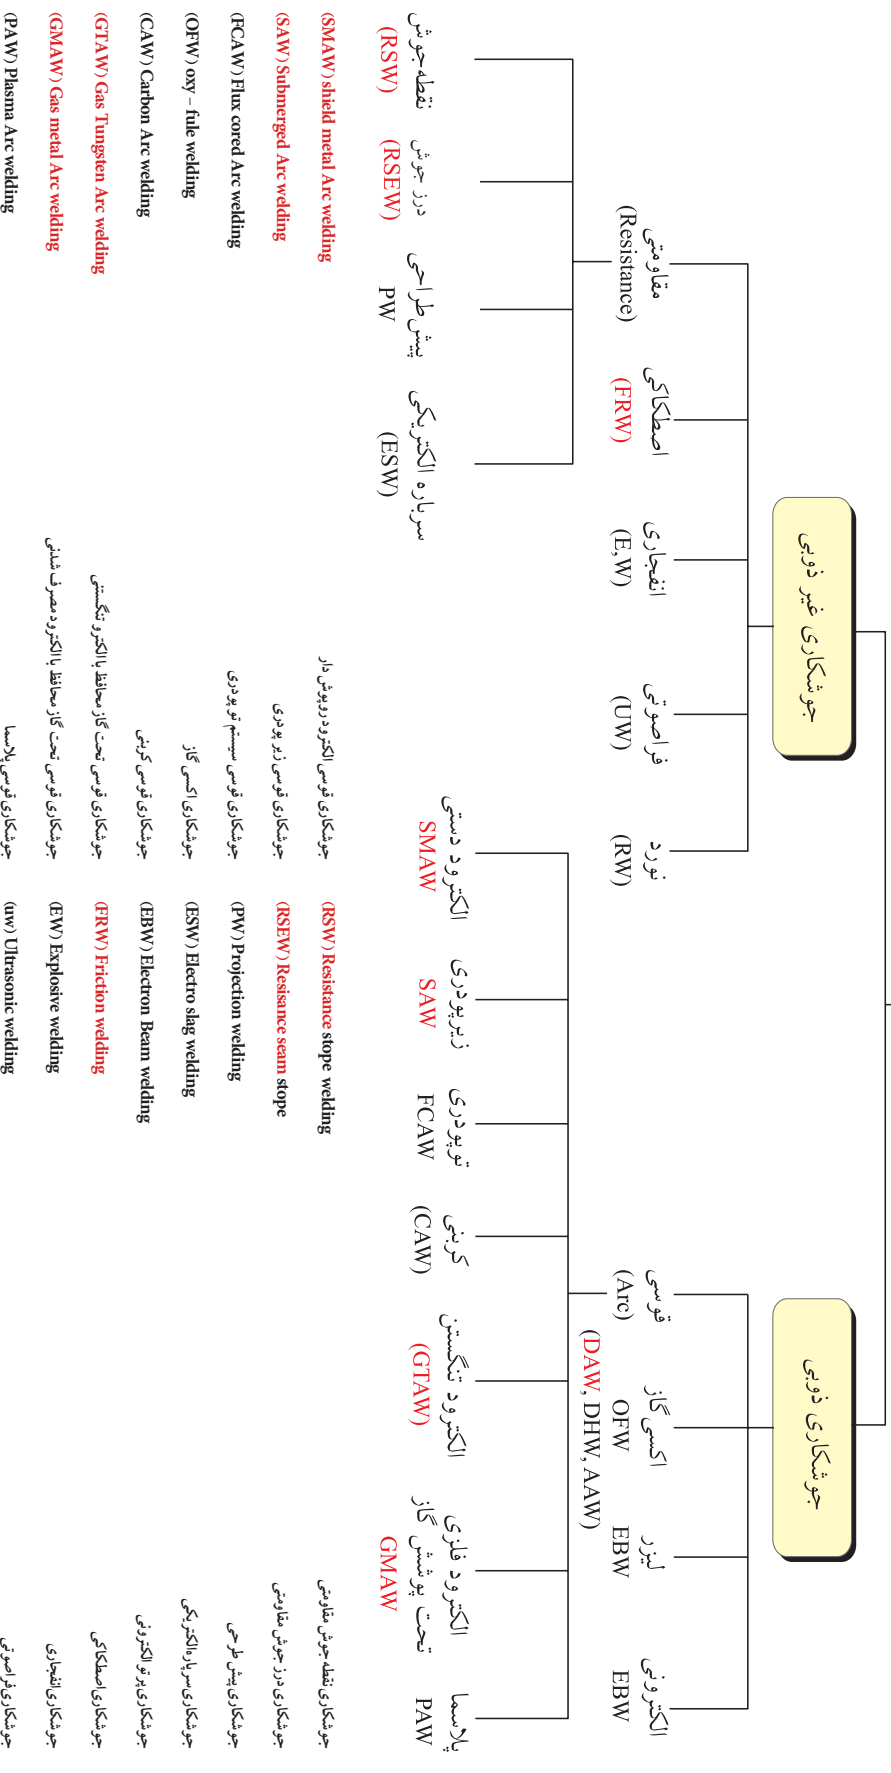 جوشکاری غیر ذوبی
جوشکاری ذوبی
مقاومتی
(Resistance)
اصطکاکی
(FRW)
انفجاری
(E,W)
فراصوتی
(UW)
نورد
(RW)
قوسی
(Arc)
اکسی گاز
OFW
(DAW, DHW, AAW)
لیزر
EBW
الکترونی
EBW
نقطه جوش
(RSW)
درز جوش
(RSEW)
پیش طراحی
PW
سرباره الکتریکی
(ESW)
الکترود دستی
SMAW
زیرپودری
SAW
توپودری
FCAW
کربنی
(CAW)
الکترود تنگستن
(GTAW)
الکترود فلزی
تحت پوشش گاز
GMAW
پلاسما
PAW
(SMAW) shield metal Arc welding جوشکاری قوسی الکترود روپوش دار
(SAW) Submerged Arc welding جوشکاری قوسی زیر پودری
(FCAW) Flux cored Arc welding جوشکاری قوسی سیستم تو پودری
(OFW) oxy – fule welding جوشکاری اکسی گاز
(CAW) Carbon Arc welding جوشکاری قوسی کربنی
(GTAW) Gas Tungsten Arc welding جوشکاری قوسی تحت گاز محافظ با الکترو تنگستنی
(GMAW) Gas metal Arc welding جوشکاری قوسی تحت گاز محافظ با الکترود مصرف شدنی
(PAW) Plasma Arc welding جوشکاری قوسی پلاسما
(RSW) Resistance stope welding جوشکاری نقطه جوش مقاومتی
(RSEW) Resisance seam stope جوشکاری درز جوش مقاومتی
(PW) Projection welding جوشکاری پیش طرحی
(ESW) Electro slag welding جوشکاری سرباره الکتریکی
(EBW) Electron Beam welding جوشکاری پرتو الکترونی
(FRW) Friction welding جوشکاری اصطکاکی
(EW) Explosive welding جوشکاری انفجاری
(uw) Ultrasonic welding جوشکاری فراصوتی